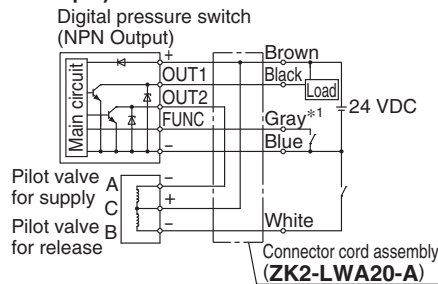 Digital pressure switch
(NPN Output)
Main circuit
+
OUT1
OUT2
FUNC
–
Brown
Black
Load
24 VDC
Gray*1
Blue
Pilot valve
for supply
A
–
C
+
Pilot valve
for release
B
–
White
Connector cord assembly
(ZK2-LWA20-A)